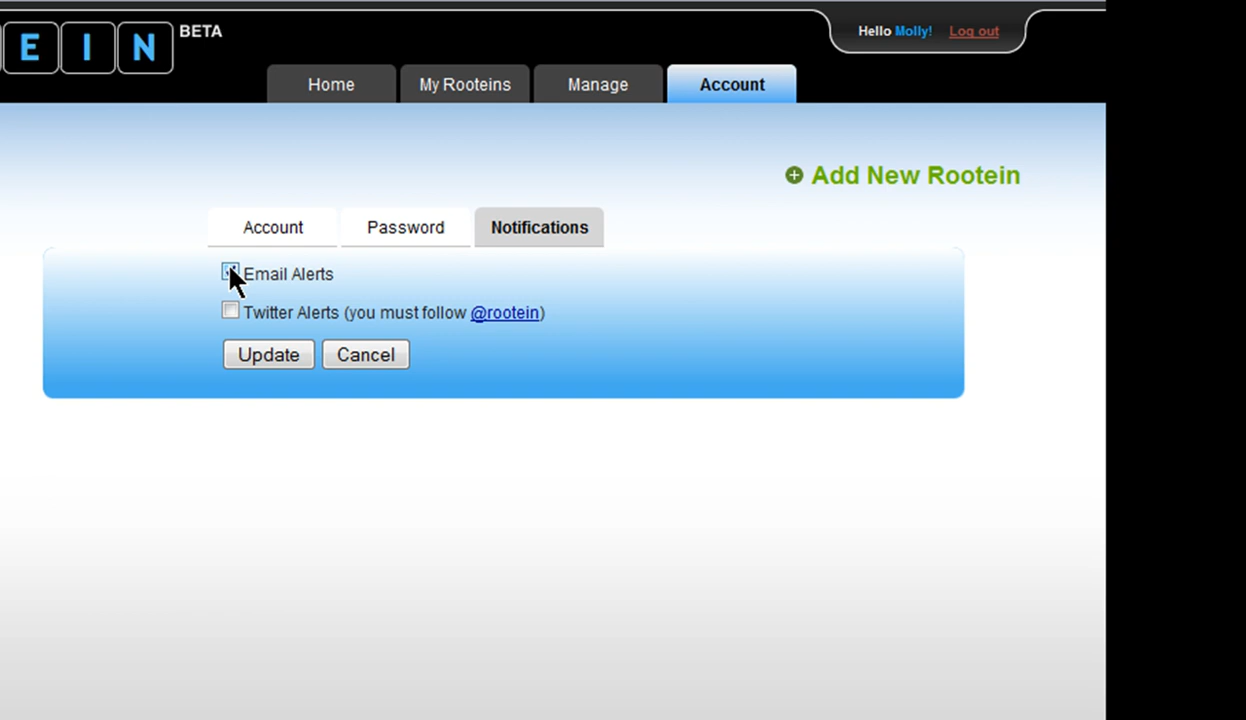 EIN BETA
Hello Molly! Log out
Home My Rooteins Manage Account
Add New Rootein
Account Password Notifications
Email Alerts
Twitter Alerts (you must follow @rootein)
Update Cancel